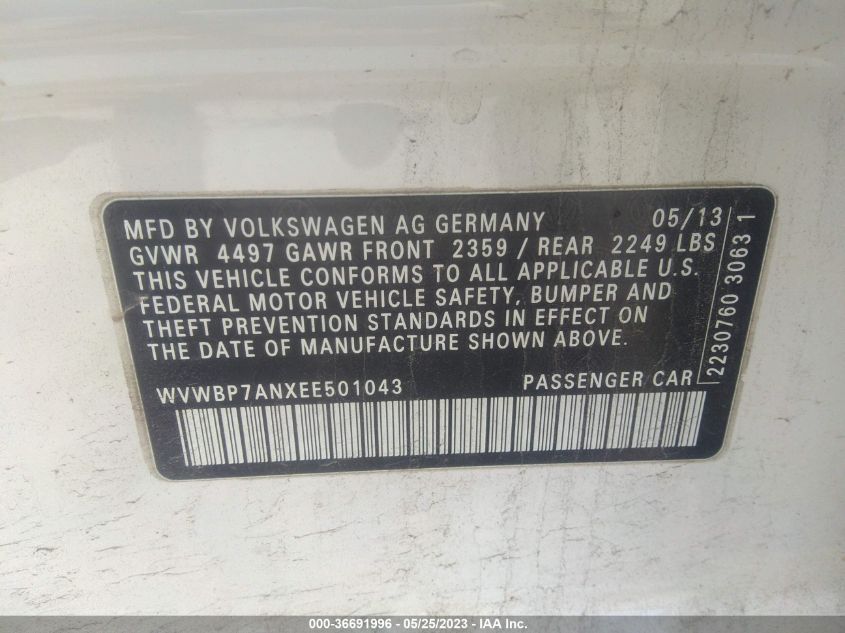 MFD BY VOLKSWAGEN AG GERMANY 05/13
GVWR 4497 GAWR FRONT 2359 / REAR 2249 LBS
THIS VEHICLE CONFORMS TO ALL APPLICABLE U.S.
FEDERAL MOTOR VEHICLE SAFETY, BUMPER AND
THEFT PREVENTION STANDARDS IN EFFECT ON
THE DATE OF MANUFACTURE SHOWN ABOVE.
WVWBP7ANXEE501043 PASSENGER CAR
2230760 3063 1
000-36691996 - 05/25/2023 - IAA Inc.